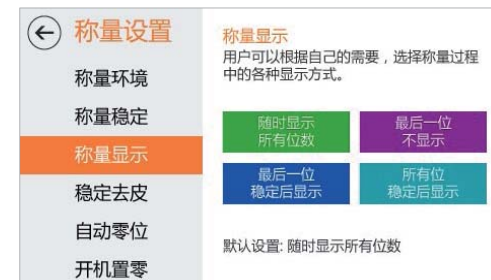 称量设置
称量环境
称量稳定
称量显示
稳定去皮
自动零位
开机置零
称量显示
用户可以根据自己的需要，选择称量过程
中的各种显示方式。
随时显示
所有位数
最后一位
不显示
最后一位
稳定后显示
所有位
稳定后显示
默认设置: 随时显示所有位数